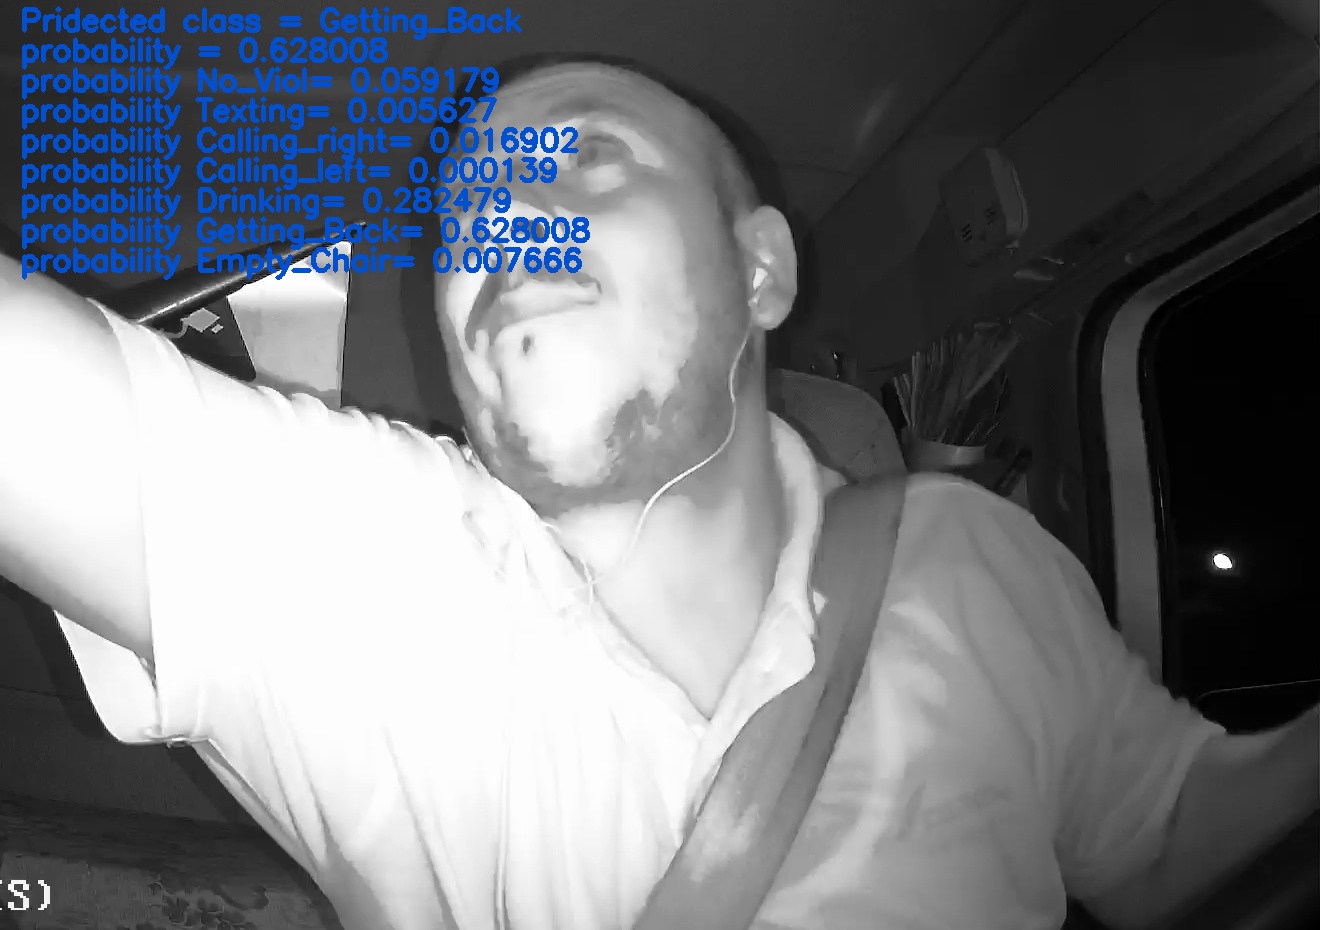 Pridected class = Getting_Back
probability = 0.628008
probability No_Viol= 0.059179
probability Texting= 0.005627
probability Calling_right= 0.016902
probability Calling_left= 0.000139
probability Drinking= 0.282479
probability Getting_Back= 0.628008
probability Empty_Chair= 0.007666
(S)